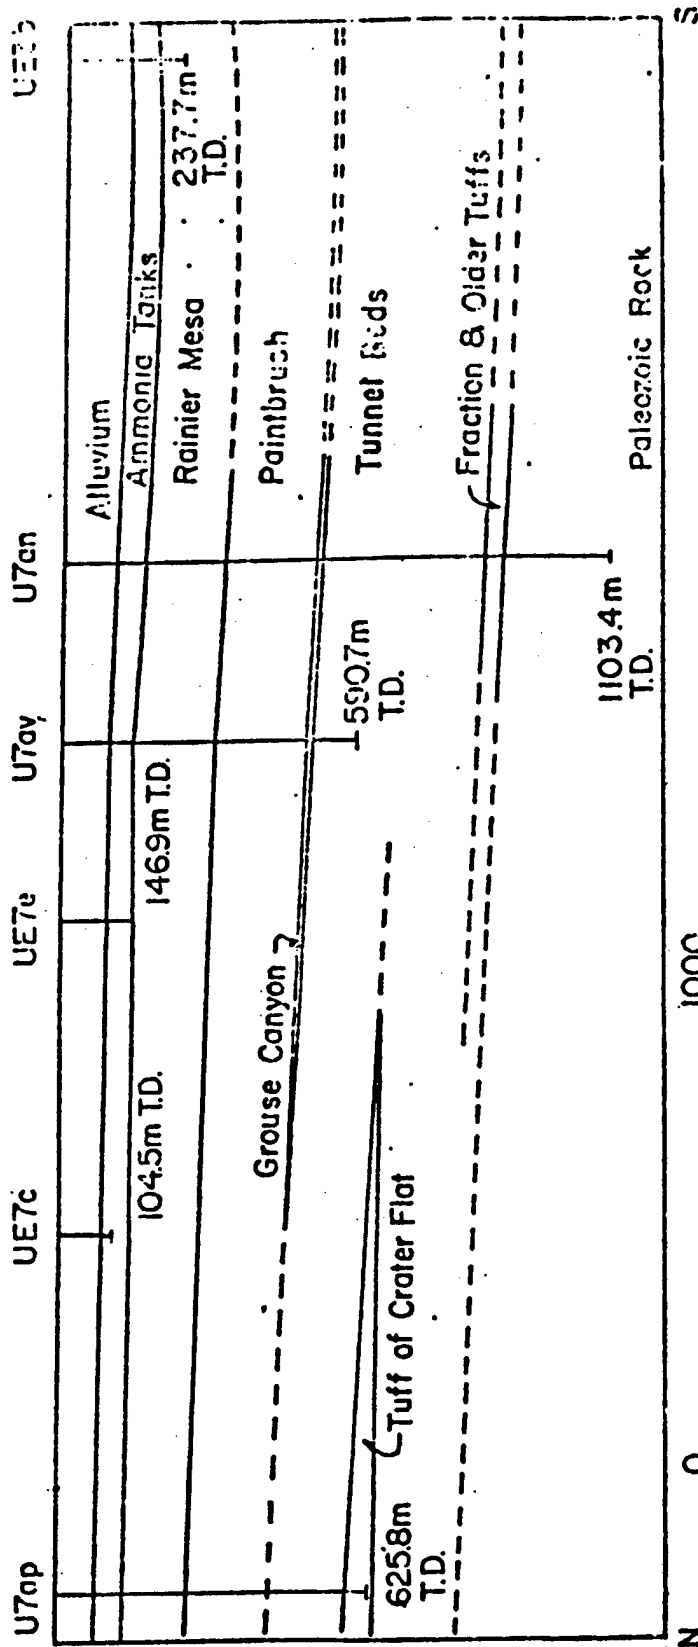 U7ap
UE7c
UE7e
U7ay
U7an
Alluvium
Ammonia Tanks
Rainier Mesa
237.7m
T.D.
104.5m T.D.
146.9m T.D.
Paintbrush
Grouse Canyon
590.7m
T.D.
Tunnel Beds
Tuff of Crater Flat
625.8m
T.D.
Fraction & Older Tuffs
1103.4m
T.D.
Paleozoic Rock
N
0
1000
S